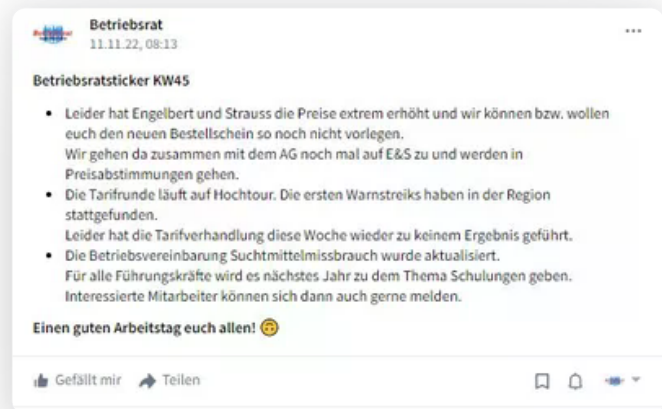 Betriebsrat
11.11.22, 08:13
Betriebsratsticker KW45
• Leider hat Engelbert und Strauss die Preise extrem erhöht und wir können bzw. wollen
euch den neuen Bestellschein so noch nicht vorlegen.
Wir gehen da zusammen mit dem AG noch mal auf E&S zu und werden in
Preisabstimmungen gehen.
• Die Tarifrunde läuft auf Hochtour. Die ersten Warnstreiks haben in der Region
stattgefunden.
Leider hat die Tarifverhandlung diese Woche wieder zu keinem Ergebnis geführt.
• Die Betriebsvereinbarung Suchtmittelmissbrauch wurde aktualisiert.
Für alle Führungskräfte wird es nächstes Jahr zu dem Thema Schulungen geben.
Interessierte Mitarbeiter können sich dann auch gerne melden.
Einen guten Arbeitstag euch allen! 🙃
Gefällt mir Teilen